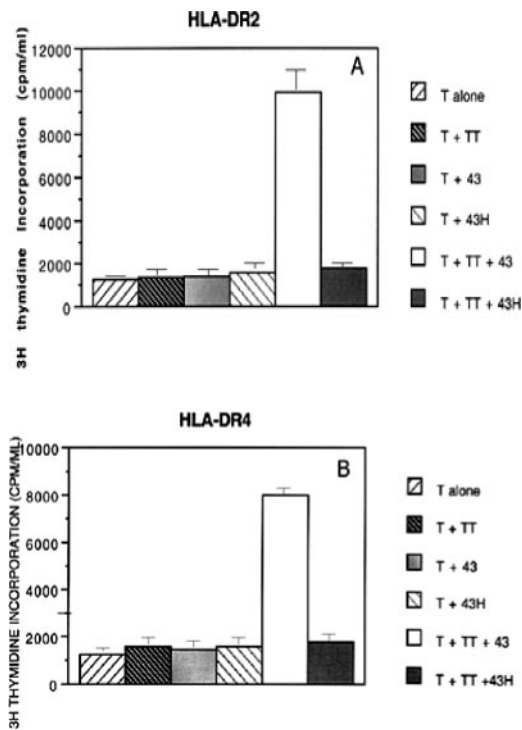 HLA-DR2
3H thymidine Incorporation (cpm/ml)
12000
10000
8000
6000
4000
2000
0
A
T alone
T + TT
T + 43
T + 43H
T + TT + 43
T + TT + 43H
HLA-DR4
3H THYMIDINE INCORPORATION (CPM/ML)
10000
8000
6000
4000
2000
0
B
T alone
T + TT
T + 43
T + 43H
T + TT + 43
T + TT +43H